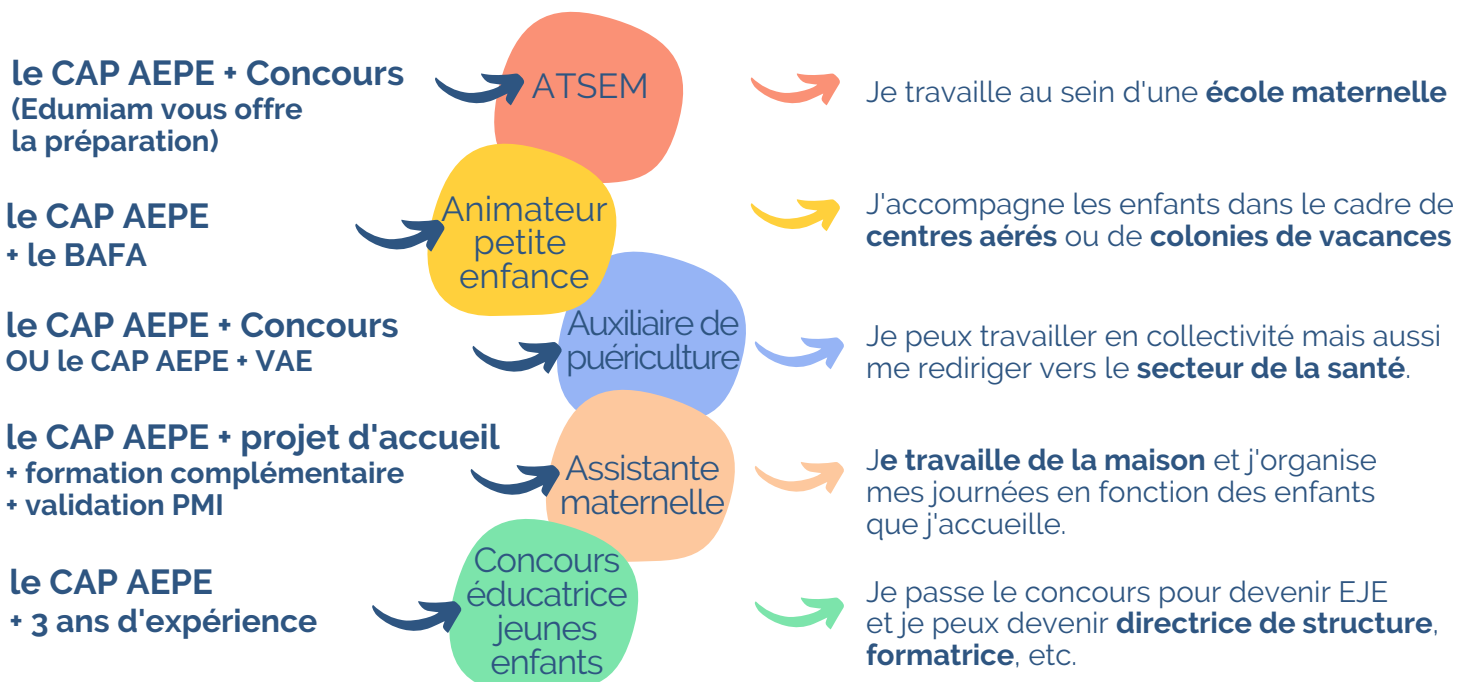 le CAP AEPE + Concours
(Edumiam vous offre
la préparation)
ATSEM
Je travaille au sein d'une école maternelle
le CAP AEPE
+ le BAFA
Animateur
petite
enfance
J'accompagne les enfants dans le cadre de
centres aérés ou de colonies de vacances
le CAP AEPE + Concours
OU le CAP AEPE + VAE
Auxiliaire de
puériculture
Je peux travailler en collectivité mais aussi
me rediriger vers le secteur de la santé.
le CAP AEPE + projet d'accueil
+ formation complémentaire
+ validation PMI
Assistante
maternelle
Je travaille de la maison et j'organise
mes journées en fonction des enfants
que j'accueille.
le CAP AEPE
+ 3 ans d'expérience
Concours
éducatrice
jeunes
enfants
Je passe le concours pour devenir EJE
et je peux devenir directrice de structure,
formatrice, etc.